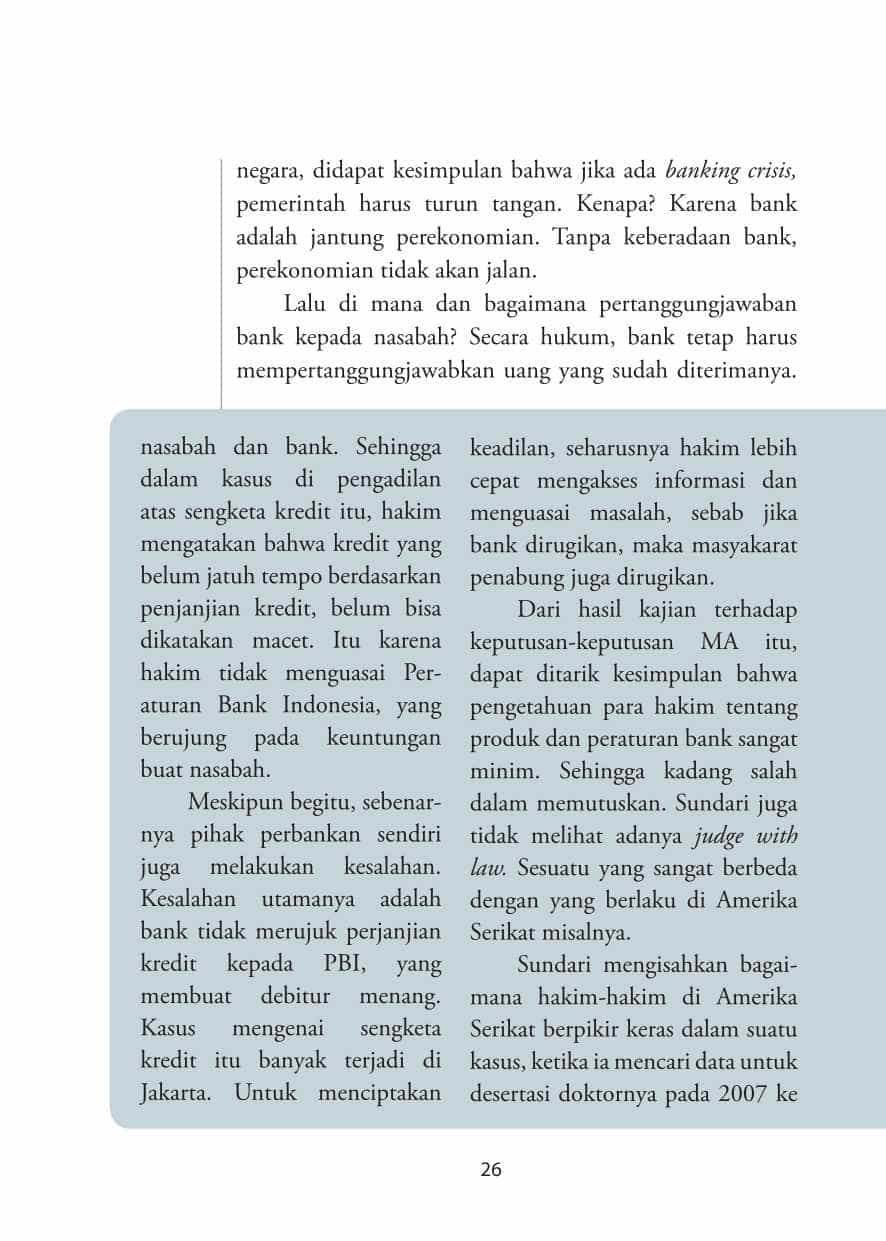 negara, didapat kesimpulan bahwa jika ada banking crisis,
pemerintah harus turun tangan. Kenapa? Karena bank
adalah jantung perekonomian. Tanpa keberadaan bank,
perekonomian tidak akan jalan.
Lalu di mana dan bagaimana pertanggungjawaban
bank kepada nasabah? Secara hukum, bank tetap harus
mempertanggungjawabkan uang yang sudah diterimanya.
nasabah dan bank. Sehingga
dalam kasus di pengadilan
atas sengketa kredit itu, hakim
mengatakan bahwa kredit yang
belum jatuh tempo berdasarkan
penjanjian kredit, belum bisa
dikatakan macet. Itu karena
hakim tidak menguasai Per-
aturan Bank Indonesia, yang
berujung pada keuntungan
buat nasabah.
Meskipun begitu, sebenar-
nya pihak perbankan sendiri
juga melakukan kesalahan.
Kesalahan utamanya adalah
bank tidak merujuk perjanjian
kredit kepada PBI, yang
membuat debitur menang.
Kasus mengenai sengketa
kredit itu banyak terjadi di
Jakarta. Untuk menciptakan
keadilan, seharusnya hakim lebih
cepat mengakses informasi dan
menguasai masalah, sebab jika
bank dirugikan, maka masyakarat
penabung juga dirugikan.
Dari hasil kajian terhadap
keputusan-keputusan MA itu,
dapat ditarik kesimpulan bahwa
pengetahuan para hakim tentang
produk dan peraturan bank sangat
minim. Sehingga kadang salah
dalam memutuskan. Sundari juga
tidak melihat adanya judge with
law. Sesuatu yang sangat berbeda
dengan yang berlaku di Amerika
Serikat misalnya.
Sundari mengisahkan bagai-
mana hakim-hakim di Amerika
Serikat berpikir keras dalam suatu
kasus, ketika ia mencari data untuk
desertasi doktornya pada 2007 ke
26